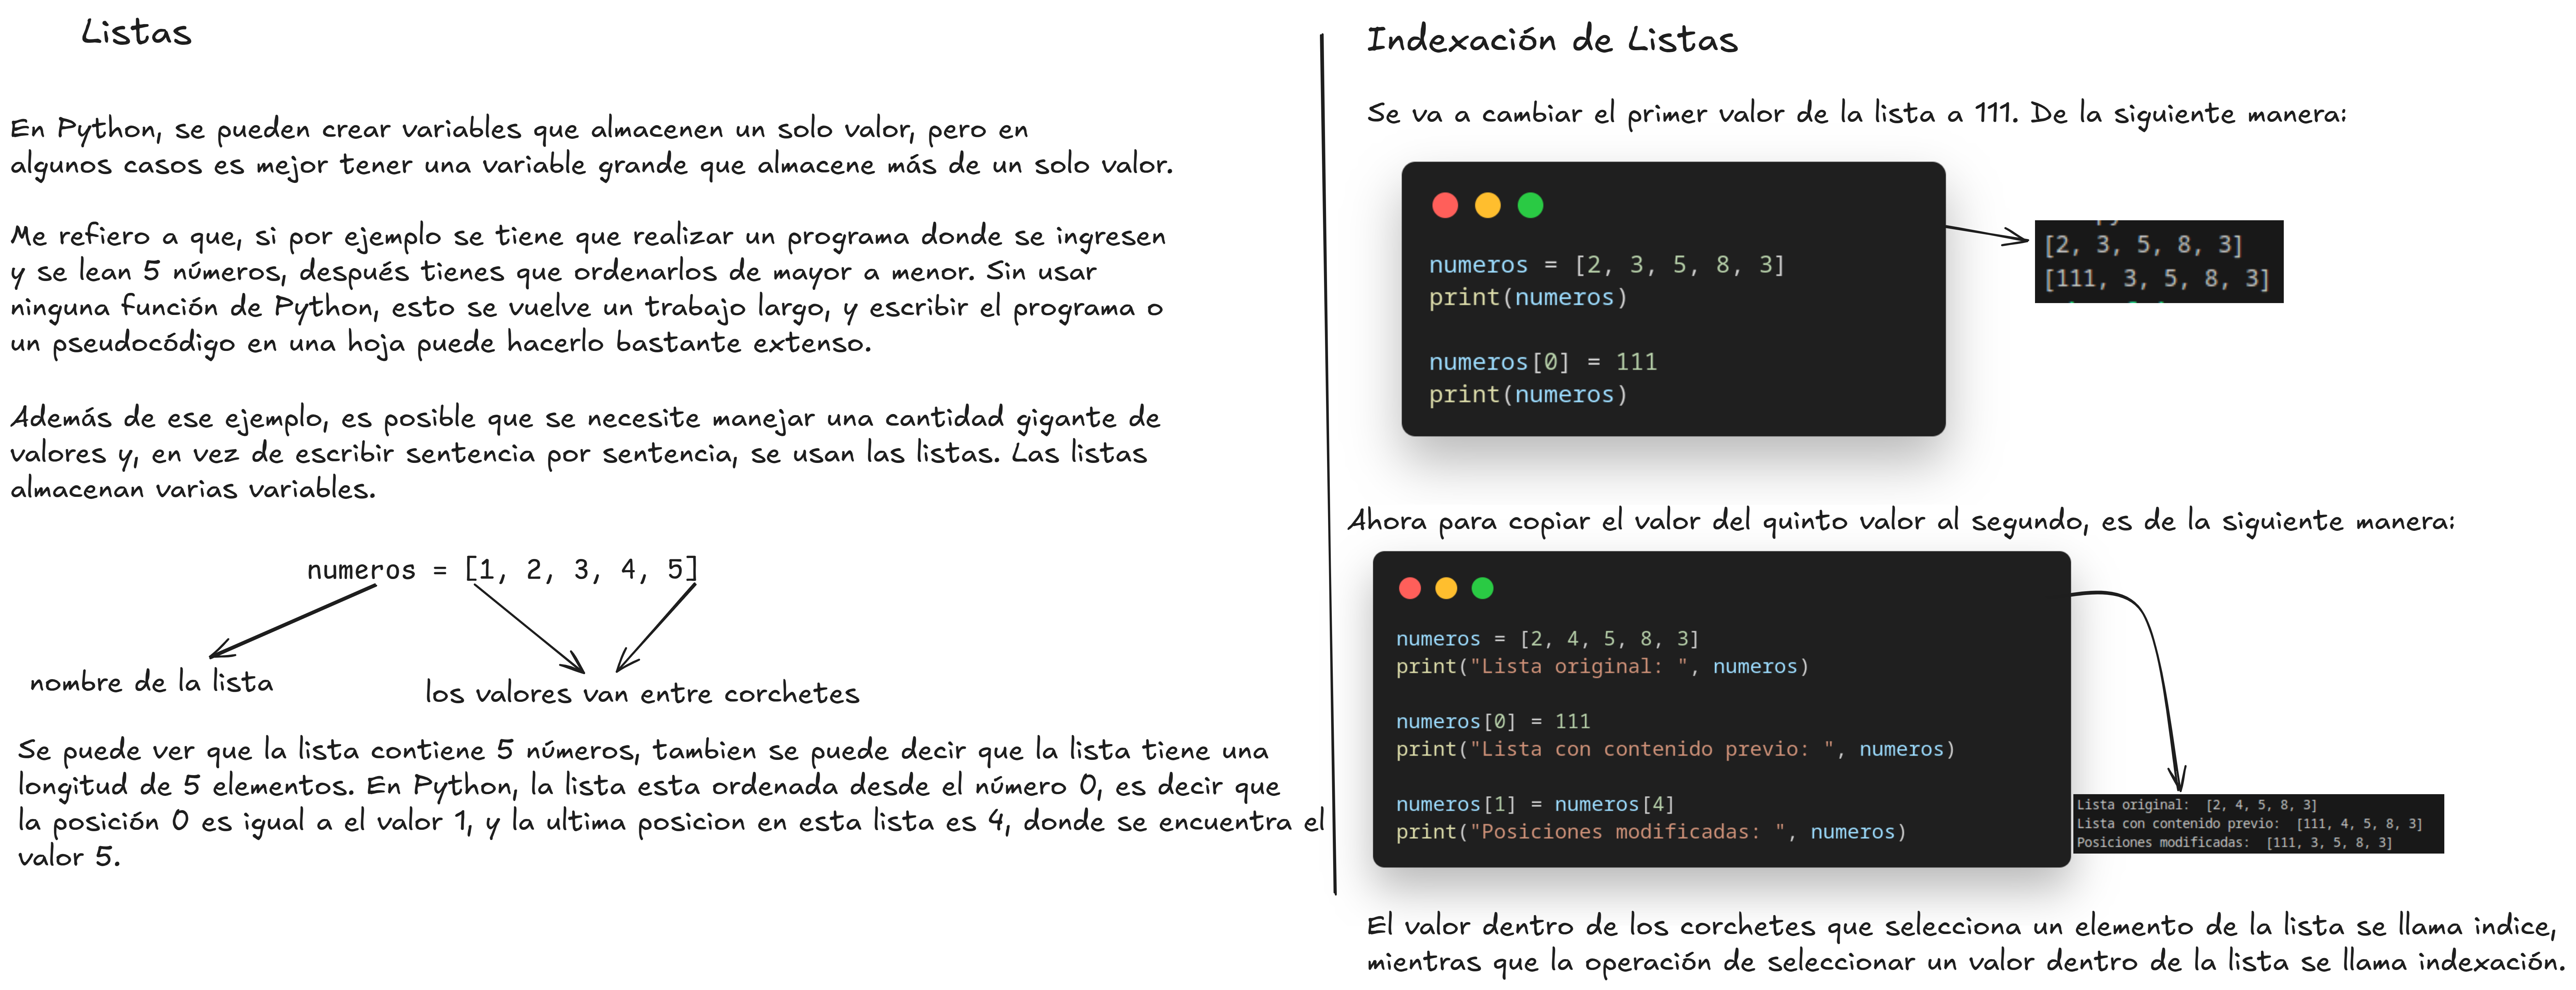 Listas
En Python, se pueden crear variables que almacenen un solo valor, pero en
algunos casos es mejor tener una variable grande que almacene más de un solo valor.
Me refiero a que, si por ejemplo se tiene que realizar un programa donde se ingresen
y se lean 5 números, después tienes que ordenarlos de mayor a menor. Sin usar
ninguna función de Python, esto se vuelve un trabajo largo, y escribir el programa o
un pseudocódigo en una hoja puede hacerlo bastante extenso.
Además de ese ejemplo, es posible que se necesite manejar una cantidad gigante de
valores y, en vez de escribir sentencia por sentencia, se usan las listas. Las listas
almacenan varias variables.
numeros = [1, 2, 3, 4, 5]
nombre de la lista
los valores van entre corchetes
Se puede ver que la lista contiene 5 números, tambien se puede decir que la lista tiene una
longitud de 5 elementos. En Python, la lista esta ordenada desde el número 0, es decir que
la posición 0 es igual a el valor 1, y la ultima posicion en esta lista es 4, donde se encuentra el
valor 5.
Indexación de Listas
Se va a cambiar el primer valor de la lista a 111. De la siguiente manera:
numeros = [2, 3, 5, 8, 3]
print(numeros)
numeros[0] = 111
print(numeros)
[2, 3, 5, 8, 3]
[111, 3, 5, 8, 3]
Ahora para copiar el valor del quinto valor al segundo, es de la siguiente manera:
numeros = [2, 4, 5, 8, 3]
print("Lista original: ", numeros)
numeros[0] = 111
print("Lista con contenido previo: ", numeros)
numeros[1] = numeros[4]
print("Posiciones modificadas: ", numeros)
Lista original:  [2, 4, 5, 8, 3]
Lista con contenido previo:  [111, 4, 5, 8, 3]
Posiciones modificadas:  [111, 3, 5, 8, 3]
El valor dentro de los corchetes que selecciona un elemento de la lista se llama indice,
mientras que la operación de seleccionar un valor dentro de la lista se llama indexación.